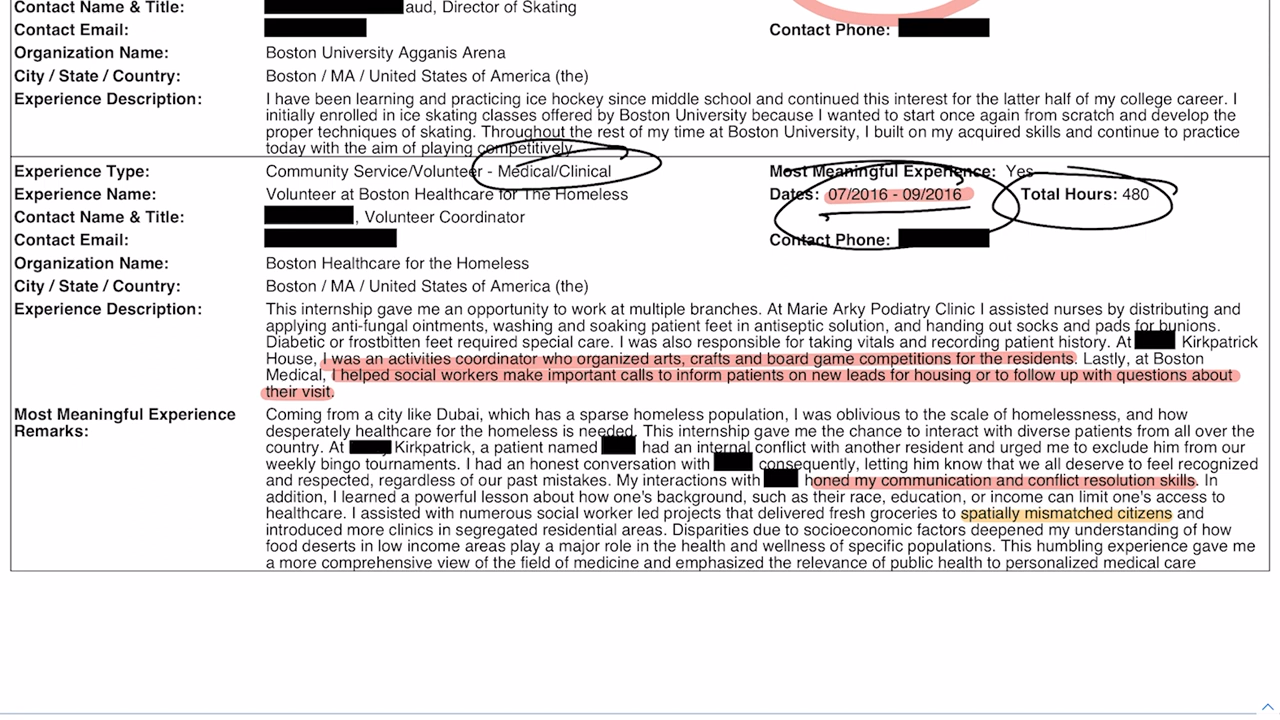 Contact Name & Title: aud, Director of Skating
Contact Email: Contact Phone:
Organization Name: Boston University Agganis Arena
City / State / Country: Boston / MA / United States of America (the)
Experience Description: I have been learning and practicing ice hockey since middle school and continued this interest for the latter half of my college career. I
initially enrolled in ice skating classes offered by Boston University because I wanted to start once again from scratch and develop the
proper techniques of skating. Throughout the rest of my time at Boston University, I built on my acquired skills and continue to practice
today with the aim of playing competitively.
Experience Type: Community Service/Volunteer - Medical/Clinical Most Meaningful Experience: Yes
Experience Name: Volunteer at Boston Healthcare for The Homeless Dates: 07/2016 - 09/2016 Total Hours: 480
Contact Name & Title: , Volunteer Coordinator
Contact Email: Contact Phone:
Organization Name: Boston Healthcare for the Homeless
City / State / Country: Boston / MA / United States of America (the)
Experience Description: This internship gave me an opportunity to work at multiple branches. At Marie Arky Podiatry Clinic I assisted nurses by distributing and
applying anti-fungal ointments, washing and soaking patient feet in antiseptic solution, and handing out socks and pads for bunions.
Diabetic or frostbitten feet required special care. I was also responsible for taking vitals and recording patient history. At Kirkpatrick
House, I was an activities coordinator who organized arts, crafts and board game competitions for the residents. Lastly, at Boston
Medical, I helped social workers make important calls to inform patients on new leads for housing or to follow up with questions about
their visit.
Most Meaningful Experience Coming from a city like Dubai, which has a sparse homeless population, I was oblivious to the scale of homelessness, and how
Remarks: desperately healthcare for the homeless is needed. This internship gave me the chance to interact with diverse patients from all over the
country. At Kirkpatrick, a patient named had an internal conflict with another resident and urged me to exclude him from our
weekly bingo tournaments. I had an honest conversation with consequently, letting him know that we all deserve to feel recognized
and respected, regardless of our past mistakes. My interactions with honed my communication and conflict resolution skills. In
addition, I learned a powerful lesson about how one's background, such as their race, education, or income can limit one's access to
healthcare. I assisted with numerous social worker led projects that delivered fresh groceries to spatially mismatched citizens and
introduced more clinics in segregated residential areas. Disparities due to socioeconomic factors deepened my understanding of how
food deserts in low income areas play a major role in the health and wellness of specific populations. This humbling experience gave me
a more comprehensive view of the field of medicine and emphasized the relevance of public health to personalized medical care